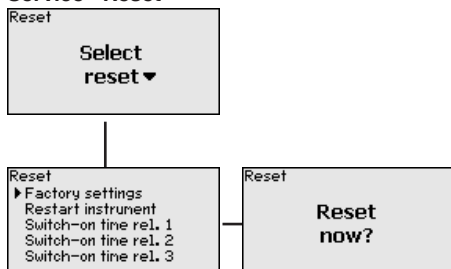 Service - Reset
Reset
Select
reset▾
Reset
Factory settings
Restart instrument
Switch-on time rel. 1
Switch-on time rel. 2
Switch-on time rel. 3
Reset
Reset
now?